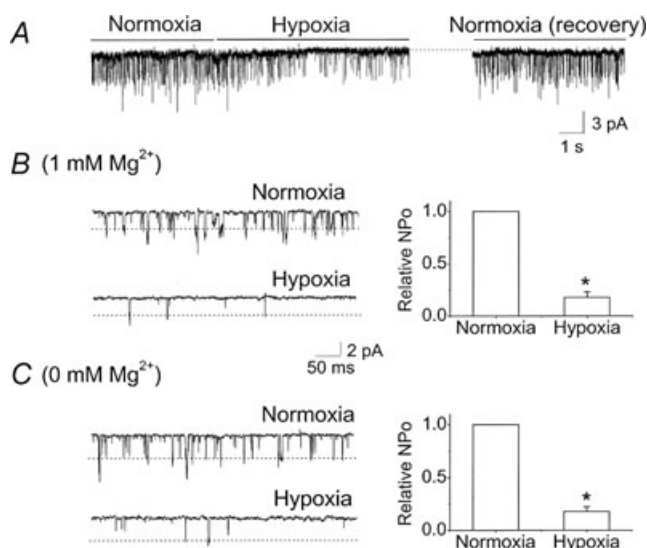 A
Normoxia Hypoxia Normoxia (recovery)
3 pA
1 s
B (1 mM Mg²⁺)
Normoxia
Hypoxia
2 pA
50 ms
Relative NPo
1.0
0.5
0.0
*
Normoxia Hypoxia
C (0 mM Mg²⁺)
Normoxia
Hypoxia
Relative NPo
1.0
0.5
0.0
*
Normoxia Hypoxia